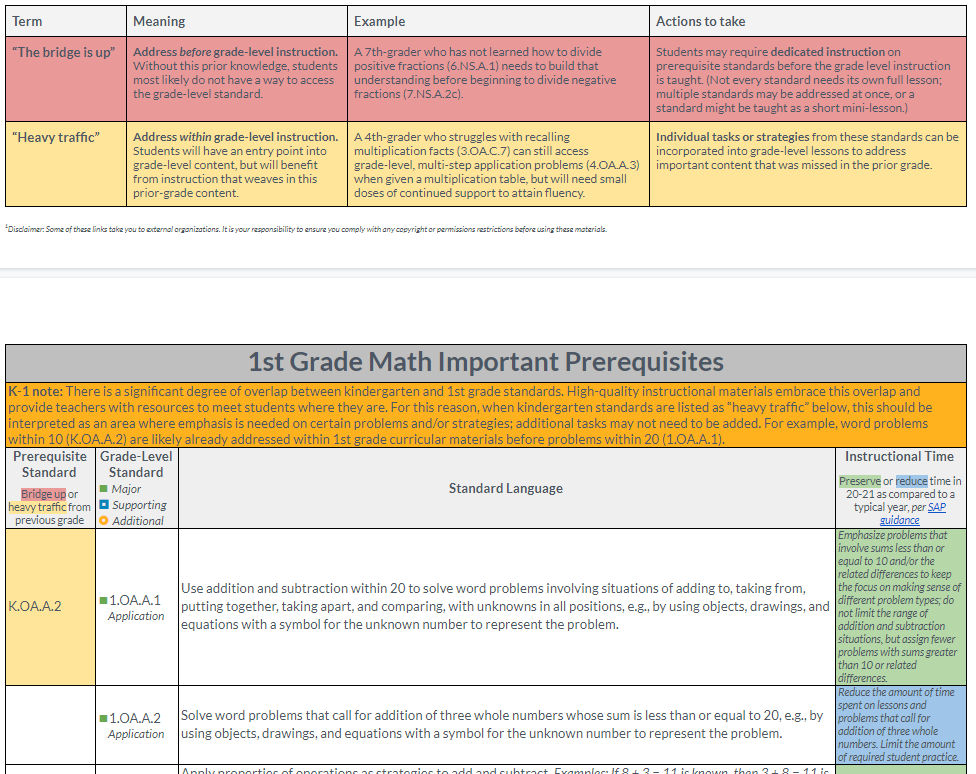 Term Meaning Example Actions to take
“The bridge is up”
Address before grade-level instruction.
Without this prior knowledge, students
most likely do not have a way to access
the grade-level standard.
A 7th-grader who has not learned how to divide
positive fractions (6.NS.A.1) needs to build that
understanding before beginning to divide negative
fractions (7.NS.A.2c).
Students may require dedicated instruction on
prerequisite standards before the grade level instruction
is taught. (Not every standard needs its own full lesson;
multiple standards may be addressed at once, or a
standard might be taught as a short mini-lesson.)
“Heavy traffic”
Address within grade-level instruction.
Students will have an entry point into
grade-level content, but will benefit
from instruction that weaves in this
prior-grade content.
A 4th-grader who struggles with recalling
multiplication facts (3.OA.C.7) can still access
grade-level, multi-step application problems (4.OA.A.3)
when given a multiplication table, but will need small
doses of continued support to attain fluency.
Individual tasks or strategies from these standards can be
incorporated into grade-level lessons to address
important content that was missed in the prior grade.
1Disclaimer: Some of these links take you to external organizations. It is your responsibility to ensure you comply with any copyright or permissions restrictions before using these materials.
1st Grade Math Important Prerequisites
K-1 note: There is a significant degree of overlap between kindergarten and 1st grade standards. High-quality instructional materials embrace this overlap and
provide teachers with resources to meet students where they are. For this reason, when kindergarten standards are listed as “heavy traffic” below, this should be
interpreted as an area where emphasis is needed on certain problems and/or strategies; additional tasks may not need to be added. For example, word problems
within 10 (K.OA.A.2) are likely already addressed within 1st grade curricular materials before problems within 20 (1.OA.A.1).
Prerequisite
Standard
Bridge up or
heavy traffic from
previous grade
Grade-Level
Standard
Major
Supporting
Additional
Standard Language
Instructional Time
Preserve or reduce time in
20-21 as compared to a
typical year, per SAP
guidance
K.OA.A.2
1.OA.A.1
Application
Use addition and subtraction within 20 to solve word problems involving situations of adding to, taking from,
putting together, taking apart, and comparing, with unknowns in all positions, e.g., by using objects, drawings, and
equations with a symbol for the unknown number to represent the problem.
Emphasize problems that
involve sums less than or
equal to 10 and/or the
related differences to keep
the focus on making sense of
different problem types; do
not limit the range of
addition and subtraction
situations, but assign fewer
problems with sums greater
than 10 or related
differences.
1.OA.A.2
Application
Solve word problems that call for addition of three whole numbers whose sum is less than or equal to 20, e.g., by
using objects, drawings, and equations with a symbol for the unknown number to represent the problem.
Reduce the amount of time
spent on lessons and
problems that call for
addition of three whole
numbers. Limit the amount
of required student practice.
Apply properties of operations as strategies to add and subtract. Examples: If 8 + 3 = 11 is known, then 3 + 8 = 11 is